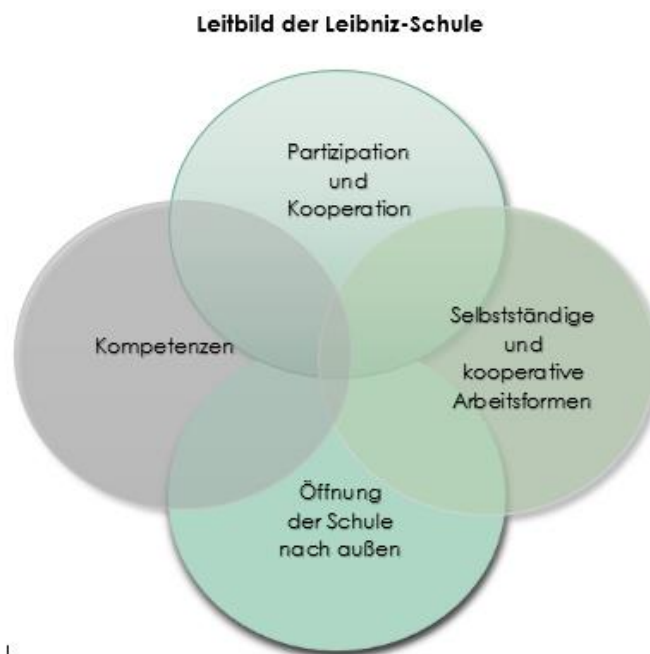 Leitbild der Leibniz-Schule
Partizipation
und
Kooperation
Kompetenzen
Selbstständige
und
kooperative
Arbeitsformen
Öffnung
der Schule
nach außen